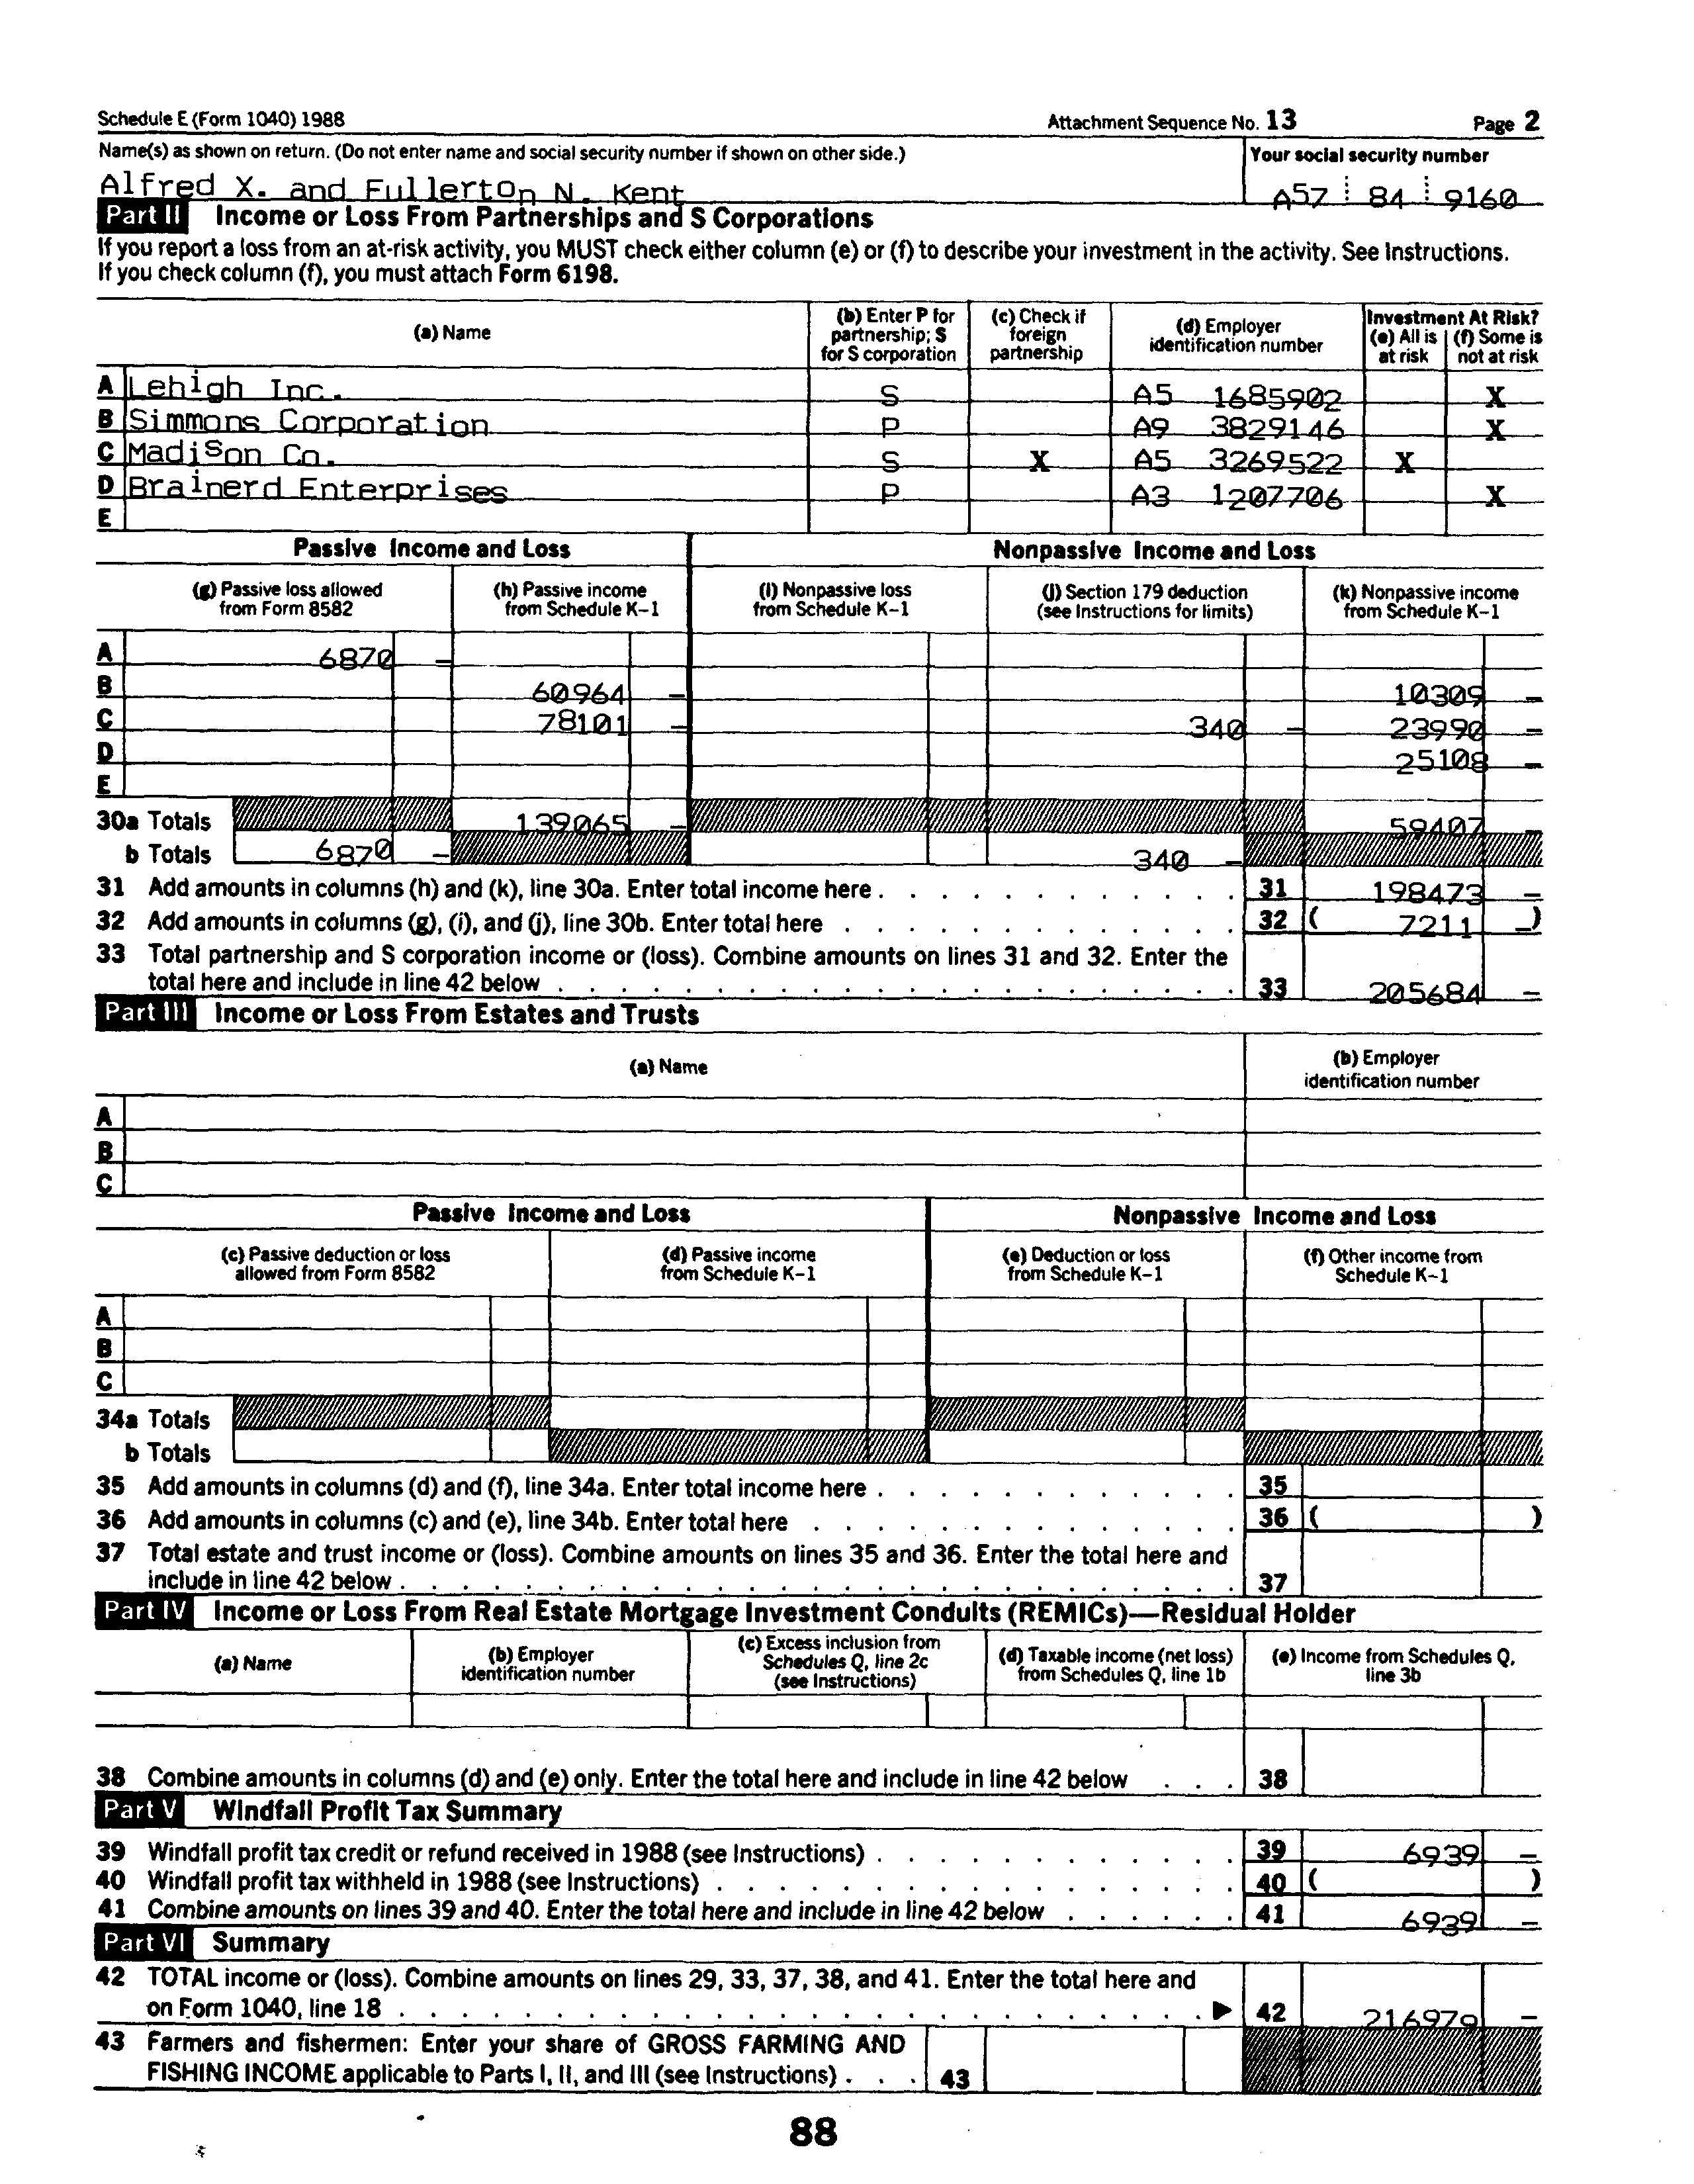 Schedule E (Form 1040) 1988 Attachment Sequence No. 13 Page 2
Name(s) as shown on return. (Do not enter name and social security number if shown on other side.) Your social security number
Alfred X. and Fullerton N. Kent A57 84 9160
Part II Income or Loss From Partnerships and S Corporations
If you report a loss from an at-risk activity, you MUST check either column (e) or (f) to describe your investment in the activity. See Instructions.
If you check column (f), you must attach Form 6198.
(a) Name (b) Enter P for partnership; S for S corporation (c) Check if foreign partnership (d) Employer identification number Investment At Risk? (e) All is at risk (f) Some is not at risk
A Lehigh Inc. S A5 1685902 X
B Simmons Corporation P A9 3829146 X
C Madison Co. S X A5 3269522 X
D Brainerd Enterprises P A3 1207706 X
E
Passive Income and Loss Nonpassive Income and Loss
(g) Passive loss allowed from Form 8582 (h) Passive income from Schedule K-1 (i) Nonpassive loss from Schedule K-1 (j) Section 179 deduction (see Instructions for limits) (k) Nonpassive income from Schedule K-1
A 6870 –
B 60964 – 10309 –
C 78101 – 340 – 23990 –
D 25108 –
E
30a Totals 139065 – 59407 –
b Totals 6870 – 340 –
31 Add amounts in columns (h) and (k), line 30a. Enter total income here . 31 198473 –
32 Add amounts in columns (g), (i), and (j), line 30b. Enter total here . 32 ( 7211 – )
33 Total partnership and S corporation income or (loss). Combine amounts on lines 31 and 32. Enter the
total here and include in line 42 below . 33 205684 –
Part III Income or Loss From Estates and Trusts
(a) Name (b) Employer identification number
A
B
C
Passive Income and Loss Nonpassive Income and Loss
(c) Passive deduction or loss allowed from Form 8582 (d) Passive income from Schedule K-1 (e) Deduction or loss from Schedule K-1 (f) Other income from Schedule K-1
A
B
C
34a Totals
b Totals
35 Add amounts in columns (d) and (f), line 34a. Enter total income here . 35
36 Add amounts in columns (c) and (e), line 34b. Enter total here . 36 ( )
37 Total estate and trust income or (loss). Combine amounts on lines 35 and 36. Enter the total here and
include in line 42 below . 37
Part IV Income or Loss From Real Estate Mortgage Investment Conduits (REMICs)—Residual Holder
(a) Name (b) Employer identification number (c) Excess inclusion from Schedules Q, line 2c (see Instructions) (d) Taxable income (net loss) from Schedules Q, line 1b (e) Income from Schedules Q, line 3b
38 Combine amounts in columns (d) and (e) only. Enter the total here and include in line 42 below . . . 38
Part V Windfall Profit Tax Summary
39 Windfall profit tax credit or refund received in 1988 (see Instructions) . 39 6939 –
40 Windfall profit tax withheld in 1988 (see Instructions) . 40 ( )
41 Combine amounts on lines 39 and 40. Enter the total here and include in line 42 below . 41 6939 –
Part VI Summary
42 TOTAL income or (loss). Combine amounts on lines 29, 33, 37, 38, and 41. Enter the total here and
on Form 1040, line 18 . ▶ 42 216979 –
43 Farmers and fishermen: Enter your share of GROSS FARMING AND
FISHING INCOME applicable to Parts I, II, and III (see Instructions) . . . 43
88